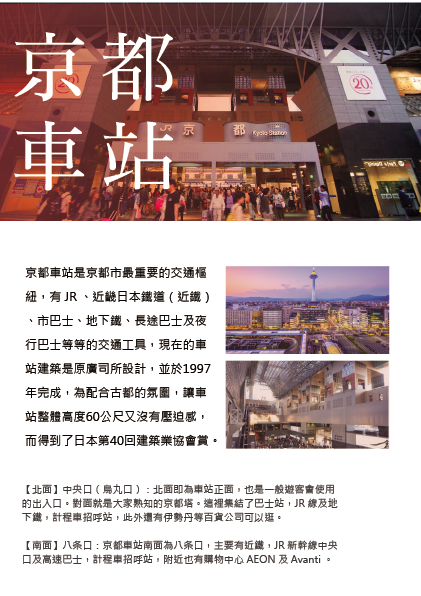 京都
車站
20
JR 京都
Kyoto Station
京都車站是京都市最重要的交通樞
紐，有 JR 、近畿日本鐵道（近鐵）
、市巴士、地下鐵、長途巴士及夜
行巴士等等的交通工具，現在的車
站建築是原廣司所設計，並於1997
年完成，為配合古都的氛圍，讓車
站整體高度60公尺又沒有壓迫感，
而得到了日本第40回建築業協會賞。
【北面】中央口（烏丸口）：北面即為車站正面，也是一般遊客會使用
的出入口。對面就是大家熟知的京都塔。這裡集結了巴士站，JR 線及地
下鐵，計程車招呼站，此外還有伊勢丹等百貨公司可以逛。
【南面】八条口：京都車站南面為八条口，主要有近鐵，JR 新幹線中央
口及高速巴士，計程車招呼站，附近也有購物中心 AEON 及 Avanti 。